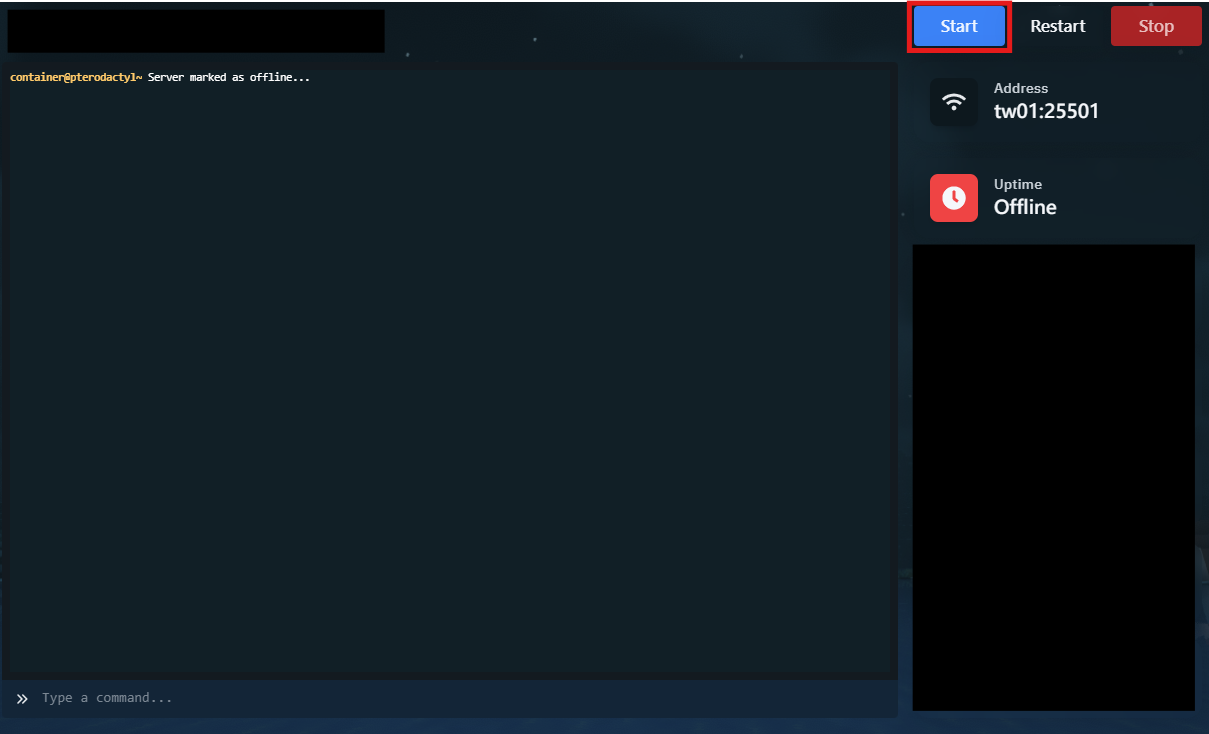 Start
Restart
Stop
container@pterodactyl~ Server marked as offline...
Address
tw01:25501
Uptime
Offline
Type a command...